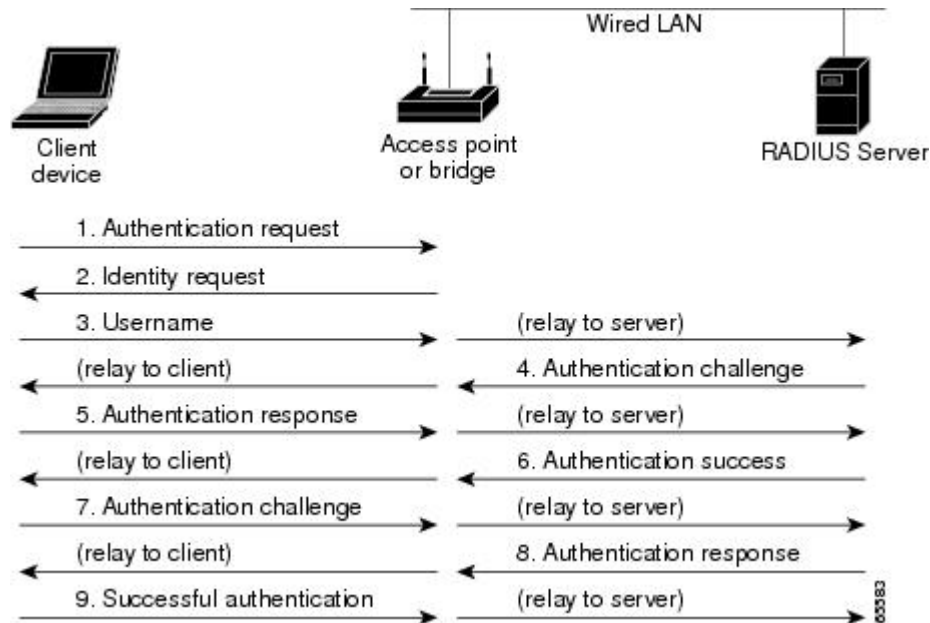 Wired LAN
Client
device
Access point
or bridge
RADIUS Server
1. Authentication request
2. Identity request
3. Username
(relay to server)
(relay to client)
4. Authentication challenge
5. Authentication response
(relay to server)
(relay to client)
6. Authentication success
7. Authentication challenge
(relay to server)
(relay to client)
8. Authentication response
9. Successful authentication
(relay to server)
65583